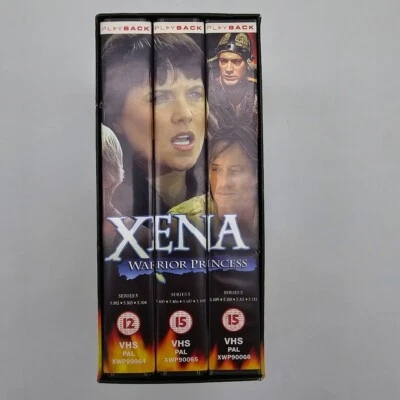 PLAYBACK PLAYBACK PLAYBACK
XENA
WARRIOR PRINCESS
SERIES 5 SERIES 5 SERIES 5
12 15 15
VHS VHS VHS
PAL PAL PAL
XWP90064 XWP90065 XWP90066